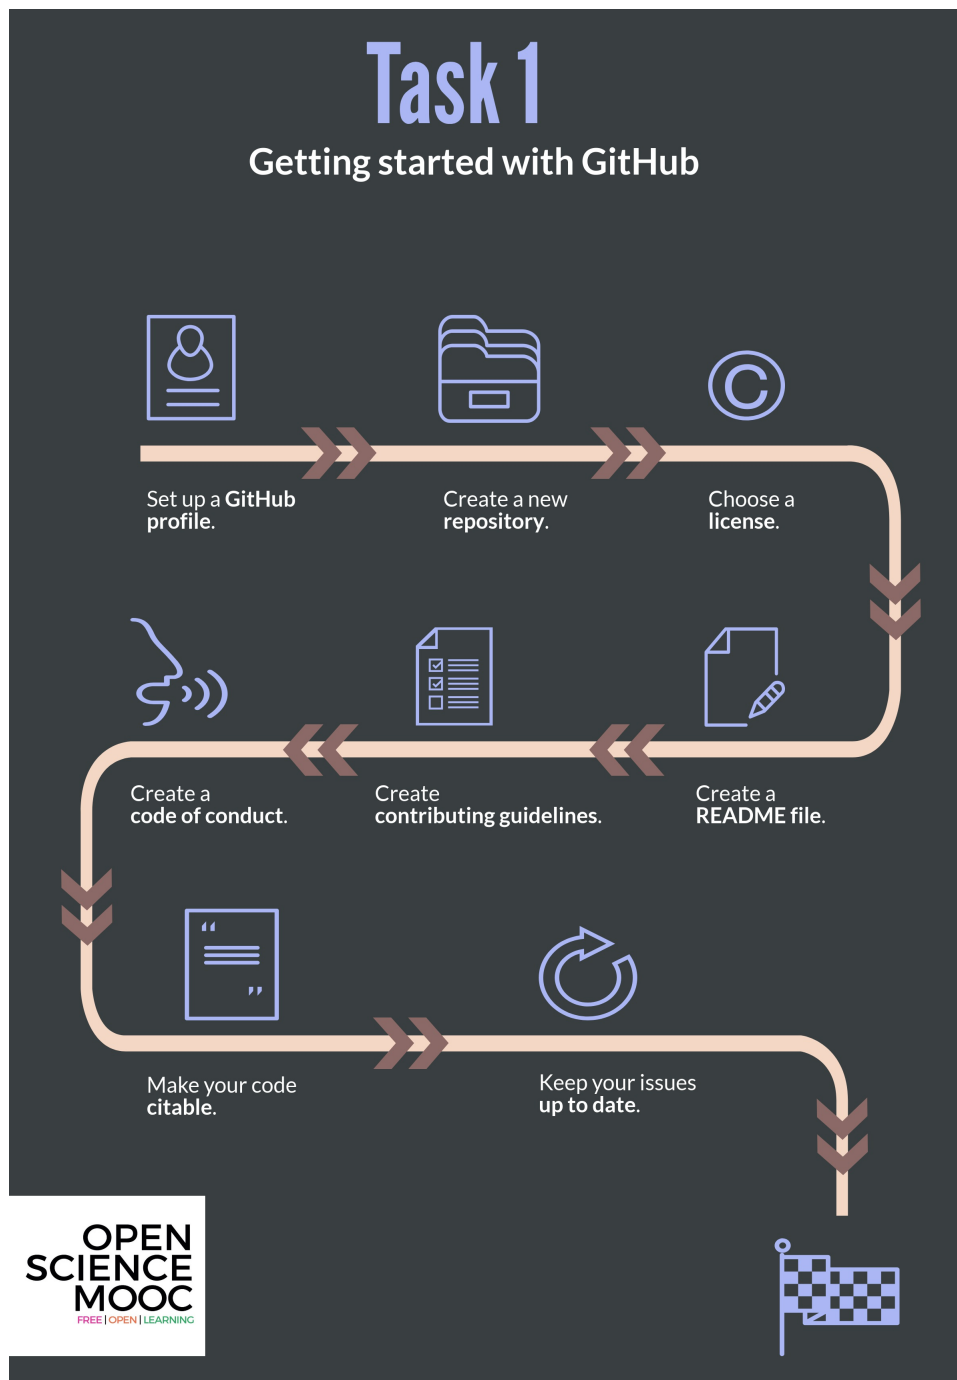 Task 1
Getting started with GitHub
©
Set up a GitHub
profile.
Create a new
repository.
Choose a
license.
Create a
code of conduct.
Create
contributing guidelines.
Create a
README file.
“
”
Make your code
citable.
Keep your issues
up to date.
OPEN
SCIENCE
MOOC
FREE | OPEN | LEARNING